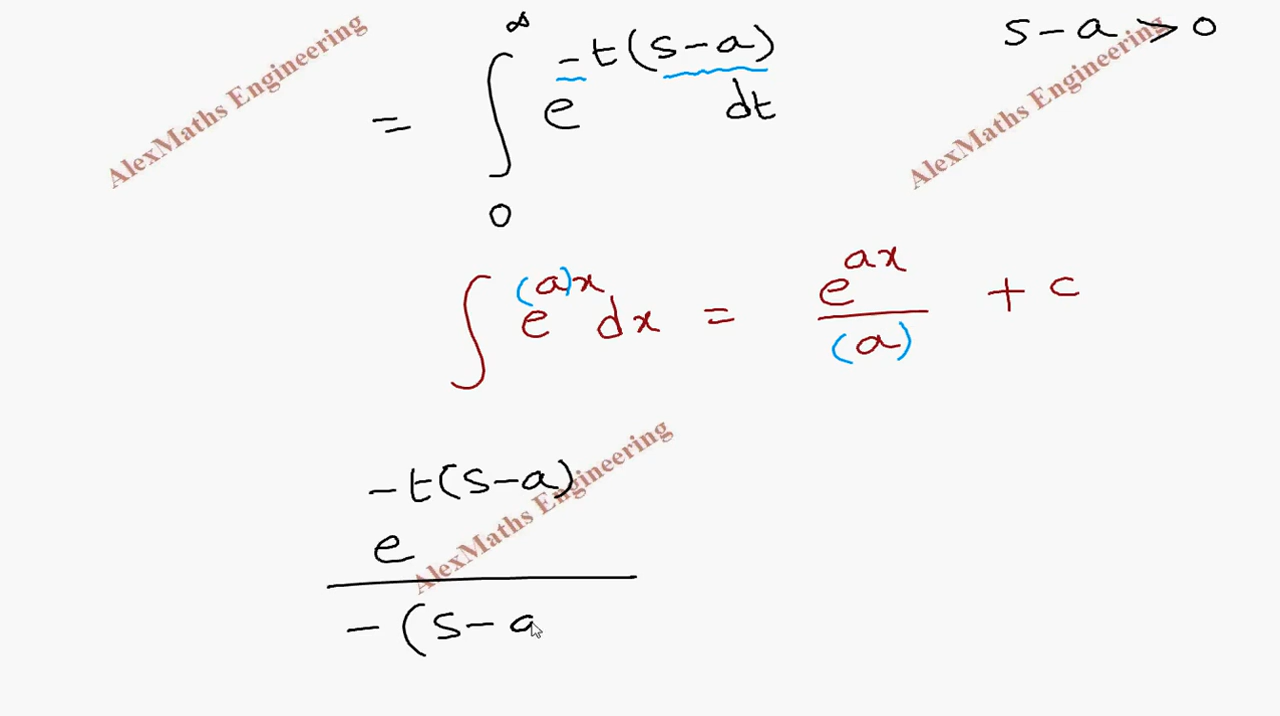 = ∫₀^∞ e^{-t(s-a)} dt
s-a > 0
∫ e^{(a)x} dx = e^{ax}/(a) + c
e^{-t(s-a)}
-(s-a
AlexMaths Engineering
AlexMaths Engineering
AlexMaths Engineering